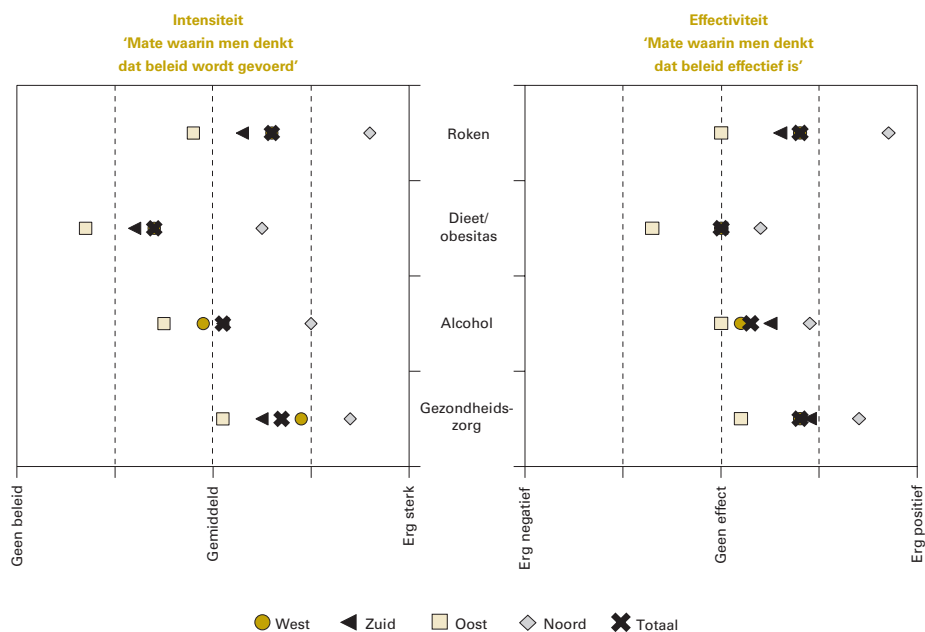 Intensiteit
‘Mate waarin men denkt
dat beleid wordt gevoerd’
Effectiviteit
‘Mate waarin men denkt
dat beleid effectief is’
Roken
Dieet/
obesitas
Alcohol
Gezondheids-
zorg
Geen beleid
Gemiddeld
Erg sterk
Erg negatief
Geen effect
Erg positief
West
Zuid
Oost
Noord
Totaal